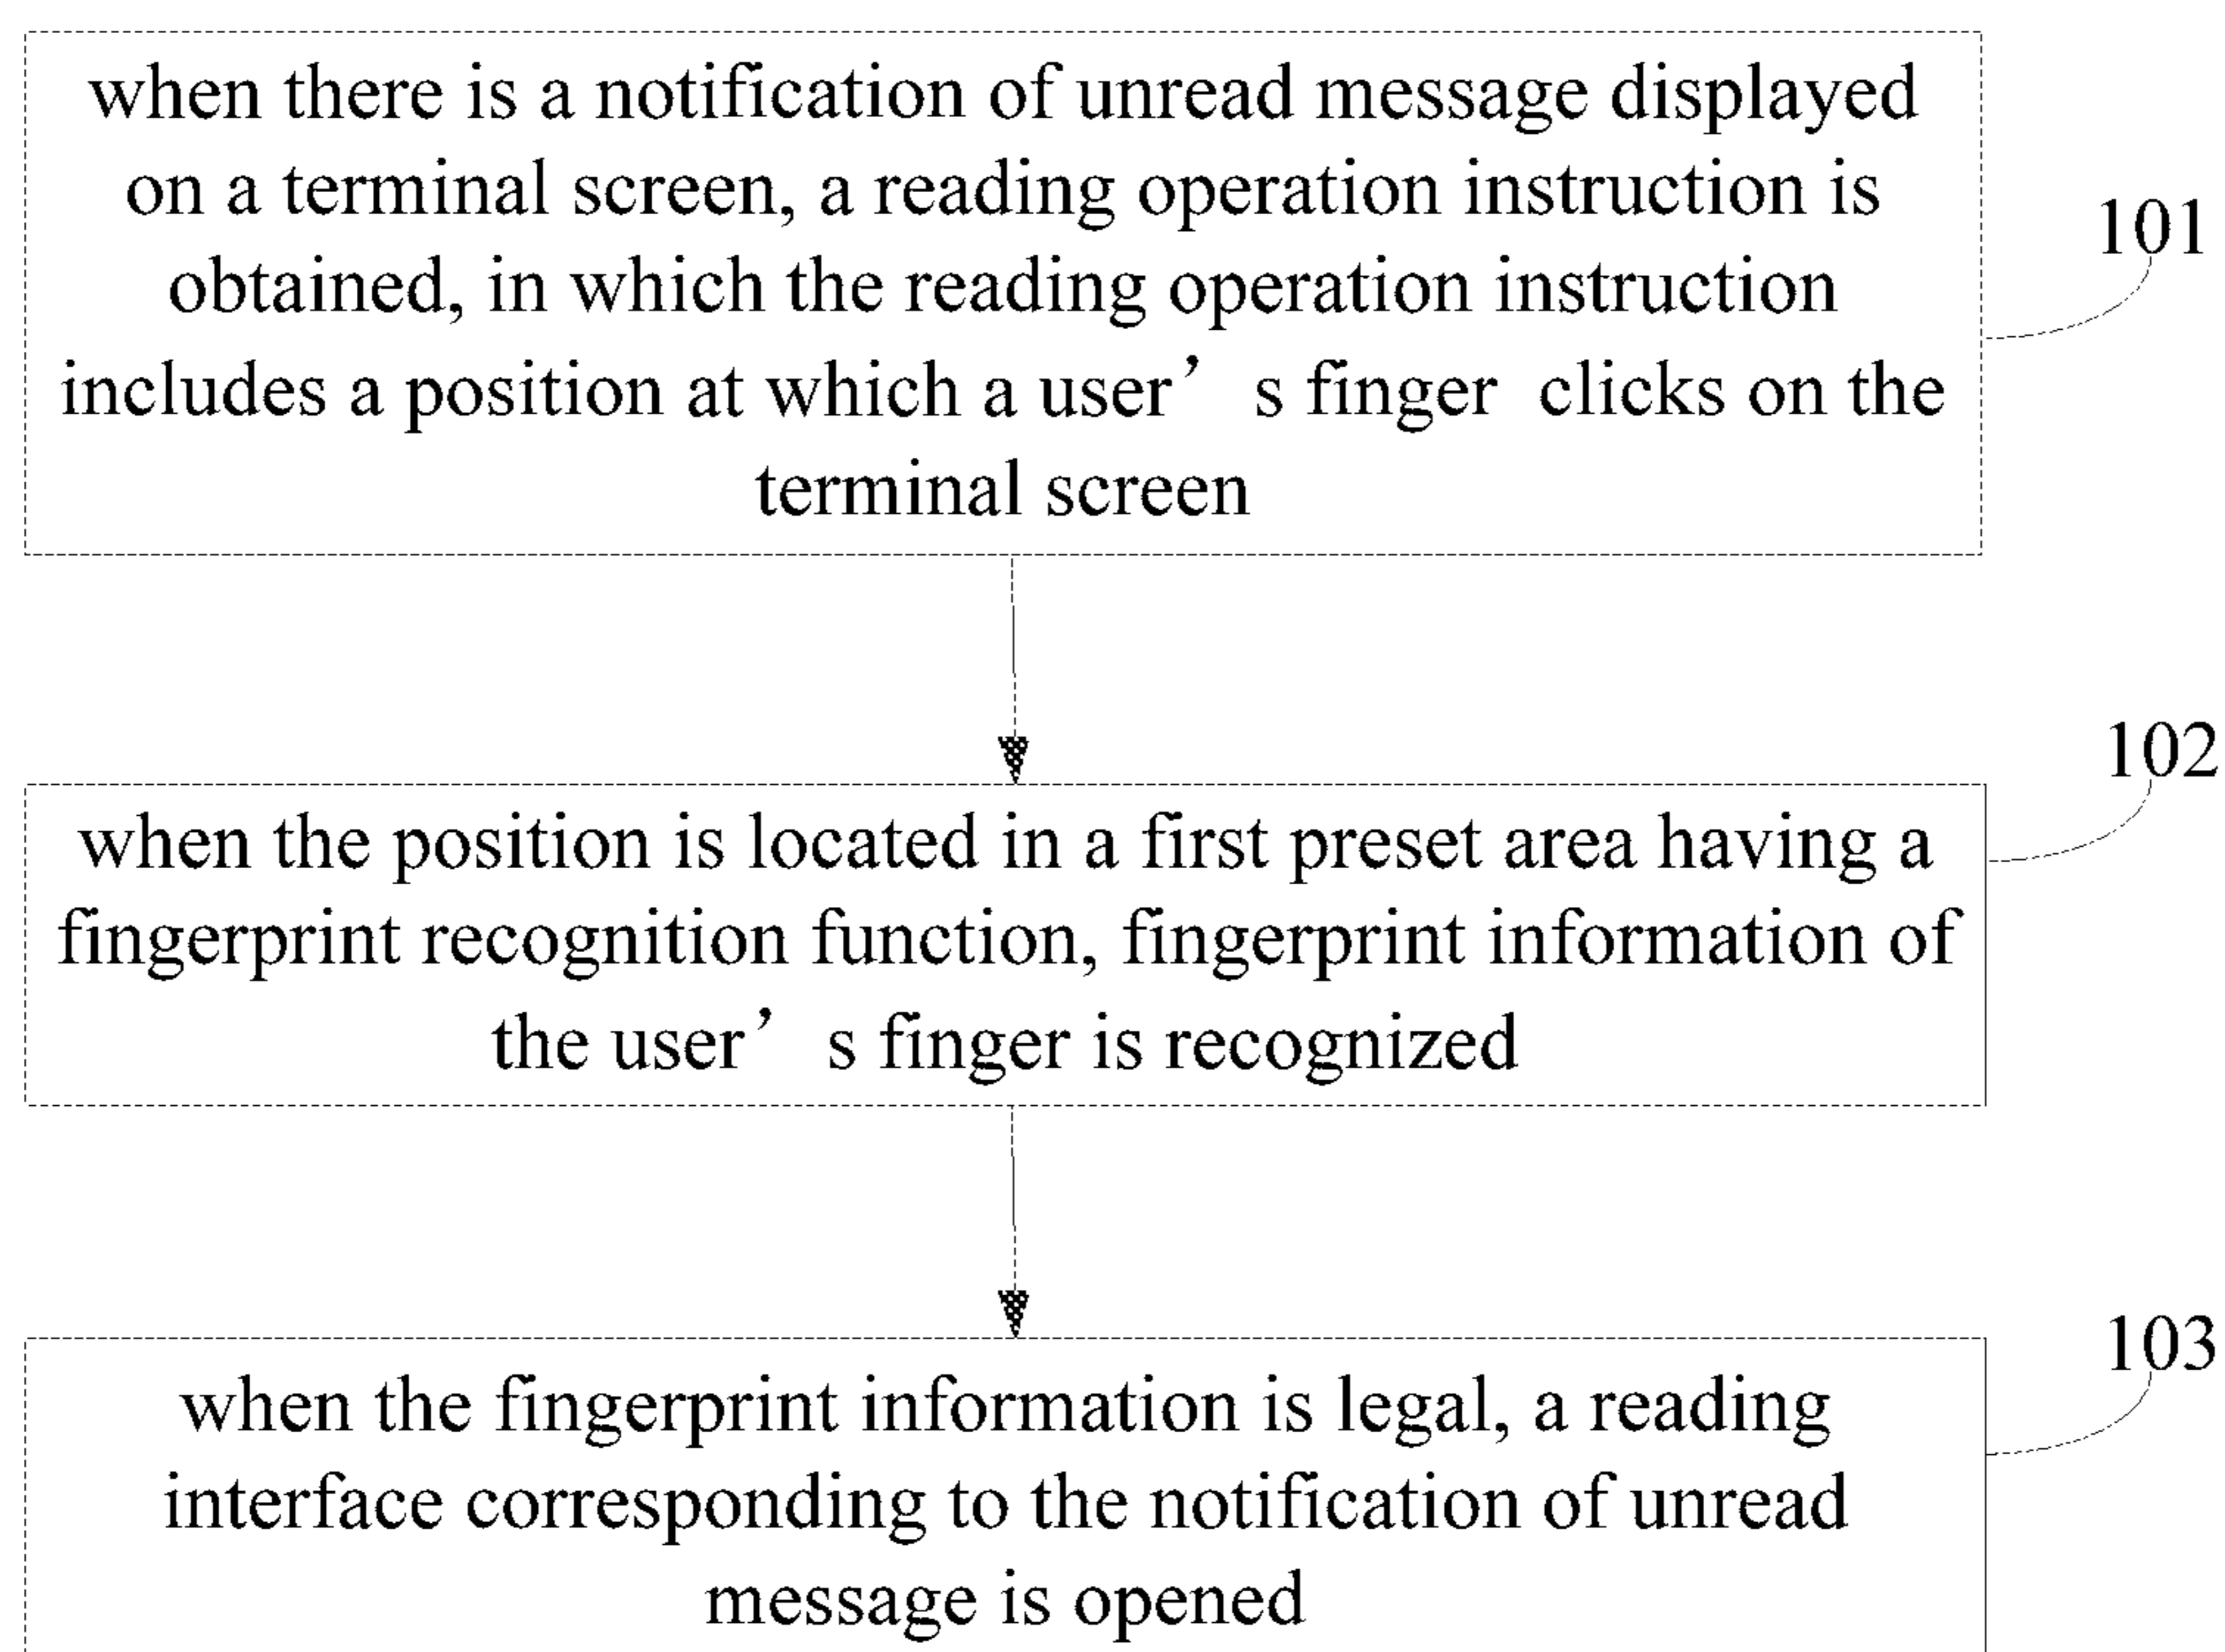 when there is a notification of unread message displayed
on a terminal screen, a reading operation instruction is
obtained, in which the reading operation instruction
includes a position at which a user’ s finger clicks on the
terminal screen
101
102
when the position is located in a first preset area having a
fingerprint recognition function, fingerprint information of
the user’ s finger is recognized
103
when the fingerprint information is legal, a reading
interface corresponding to the notification of unread
message is opened